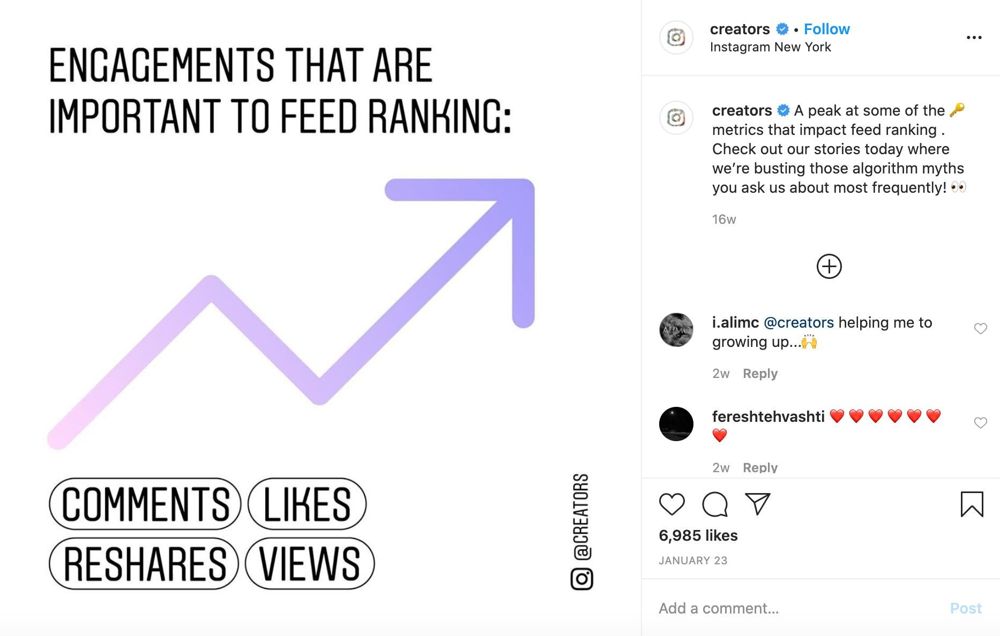 ENGAGEMENTS THAT ARE
IMPORTANT TO FEED RANKING:
COMMENTS LIKES
RESHARES VIEWS
@CREATORS
creators • Follow
Instagram New York
creators A peak at some of the 🔑
metrics that impact feed ranking .
Check out our stories today where
we’re busting those algorithm myths
you ask us about most frequently! 👀
16w
i.alimc @creators helping me to
growing up...🙌
2w Reply
fereshtehvashti ❤️❤️❤️❤️❤️❤️
❤️
2w Reply
6,985 likes
JANUARY 23
Add a comment...
Post
ALIMC